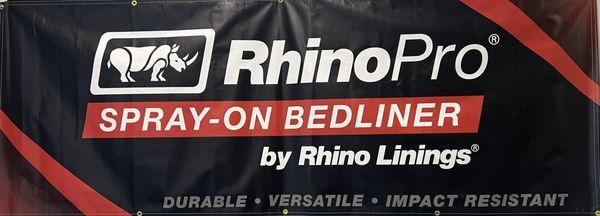 RhinoPro®
SPRAY-ON BEDLINER
by Rhino Linings®
DURABLE • VERSATILE • IMPACT RESISTANT